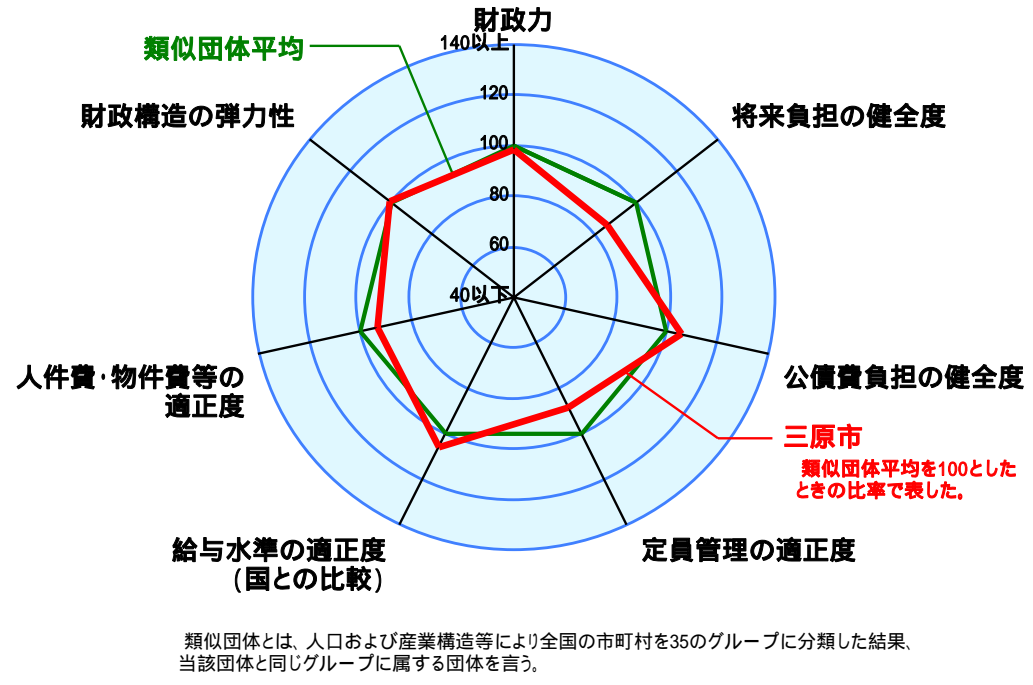 財政力
140以上
類似団体平均
120
財政構造の弾力性
将来負担の健全度
100
80
60
40以下
人件費・物件費等の
適正度
公債費負担の健全度
三原市
類似団体平均を100とした
ときの比率で表した。
給与水準の適正度
(国との比較)
定員管理の適正度
類似団体とは、人口および産業構造等により全国の市町村を35のグループに分類した結果、
当該団体と同じグループに属する団体を言う。